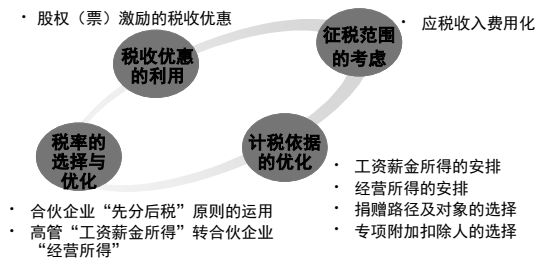 · 股权（票）激励的税收优惠
税收优惠
的利用
征税范围
的考虑
· 应税收入费用化
税率的
选择与
优化
计税依据
的优化
· 工资薪金所得的安排
· 经营所得的安排
· 捐赠路径及对象的选择
· 专项附加扣除人的选择
· 合伙企业“先分后税”原则的运用
· 高管“工资薪金所得”转合伙企业
“经营所得”